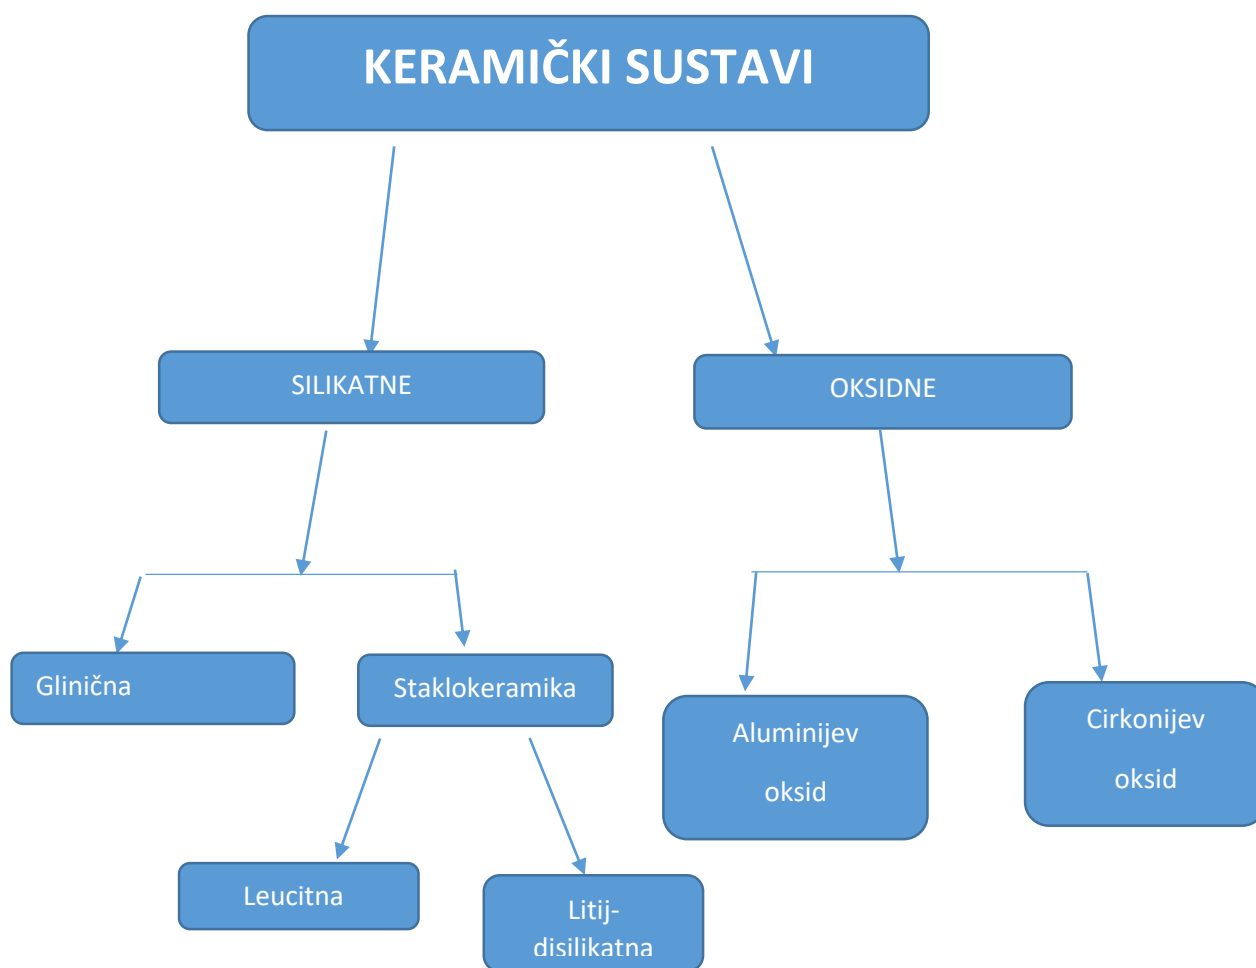 KERAMIČKI SUSTAVI
SILIKATNE
OKSIDNE
Glinična
Staklokeramika
Aluminijev
oksid
Cirkonijev
oksid
Leucitna
Litij-
disilikatna